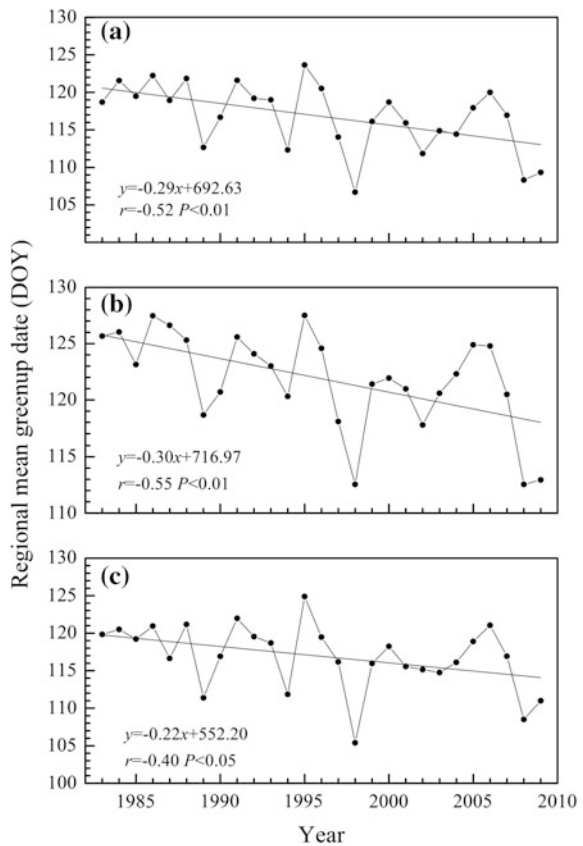 (a)
130
125
120
115
110
105
y=-0.29x+692.63
r=-0.52 P<0.01
(b)
130
125
120
115
110
y=-0.30x+716.97
r=-0.55 P<0.01
(c)
130
125
120
115
110
105
100
y=-0.22x+552.20
r=-0.40 P<0.05
1985 1990 1995 2000 2005 2010
Year
Regional mean greenup date (DOY)